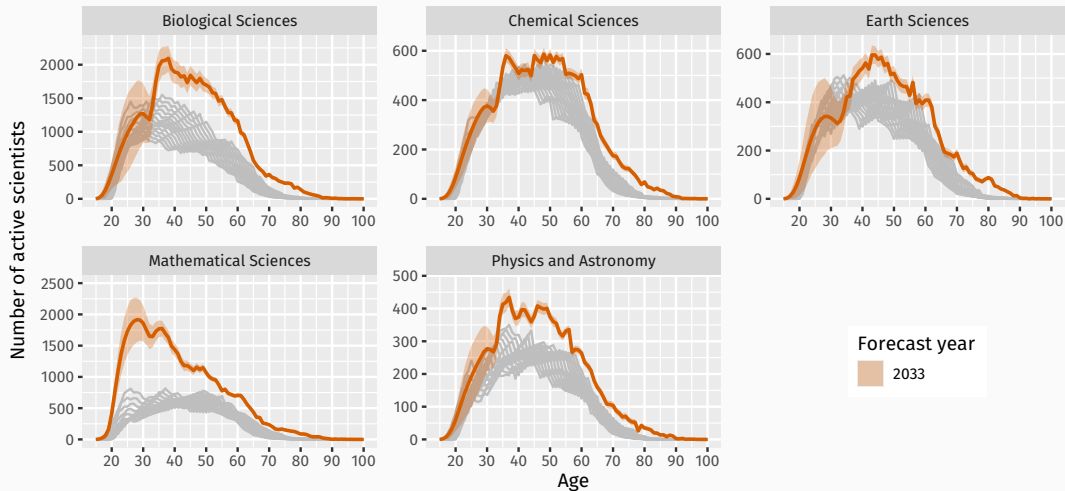 Biological Sciences
Chemical Sciences
Earth Sciences
2000
1500
1000
500
0
600
400
200
0
600
400
200
0
20 30 40 50 60 70 80 90 100
20 30 40 50 60 70 80 90 100
20 30 40 50 60 70 80 90 100
Mathematical Sciences
Physics and Astronomy
2500
2000
1500
1000
500
0
500
400
300
200
100
0
20 30 40 50 60 70 80 90 100
20 30 40 50 60 70 80 90 100
Number of active scientists
Age
Forecast year
2033